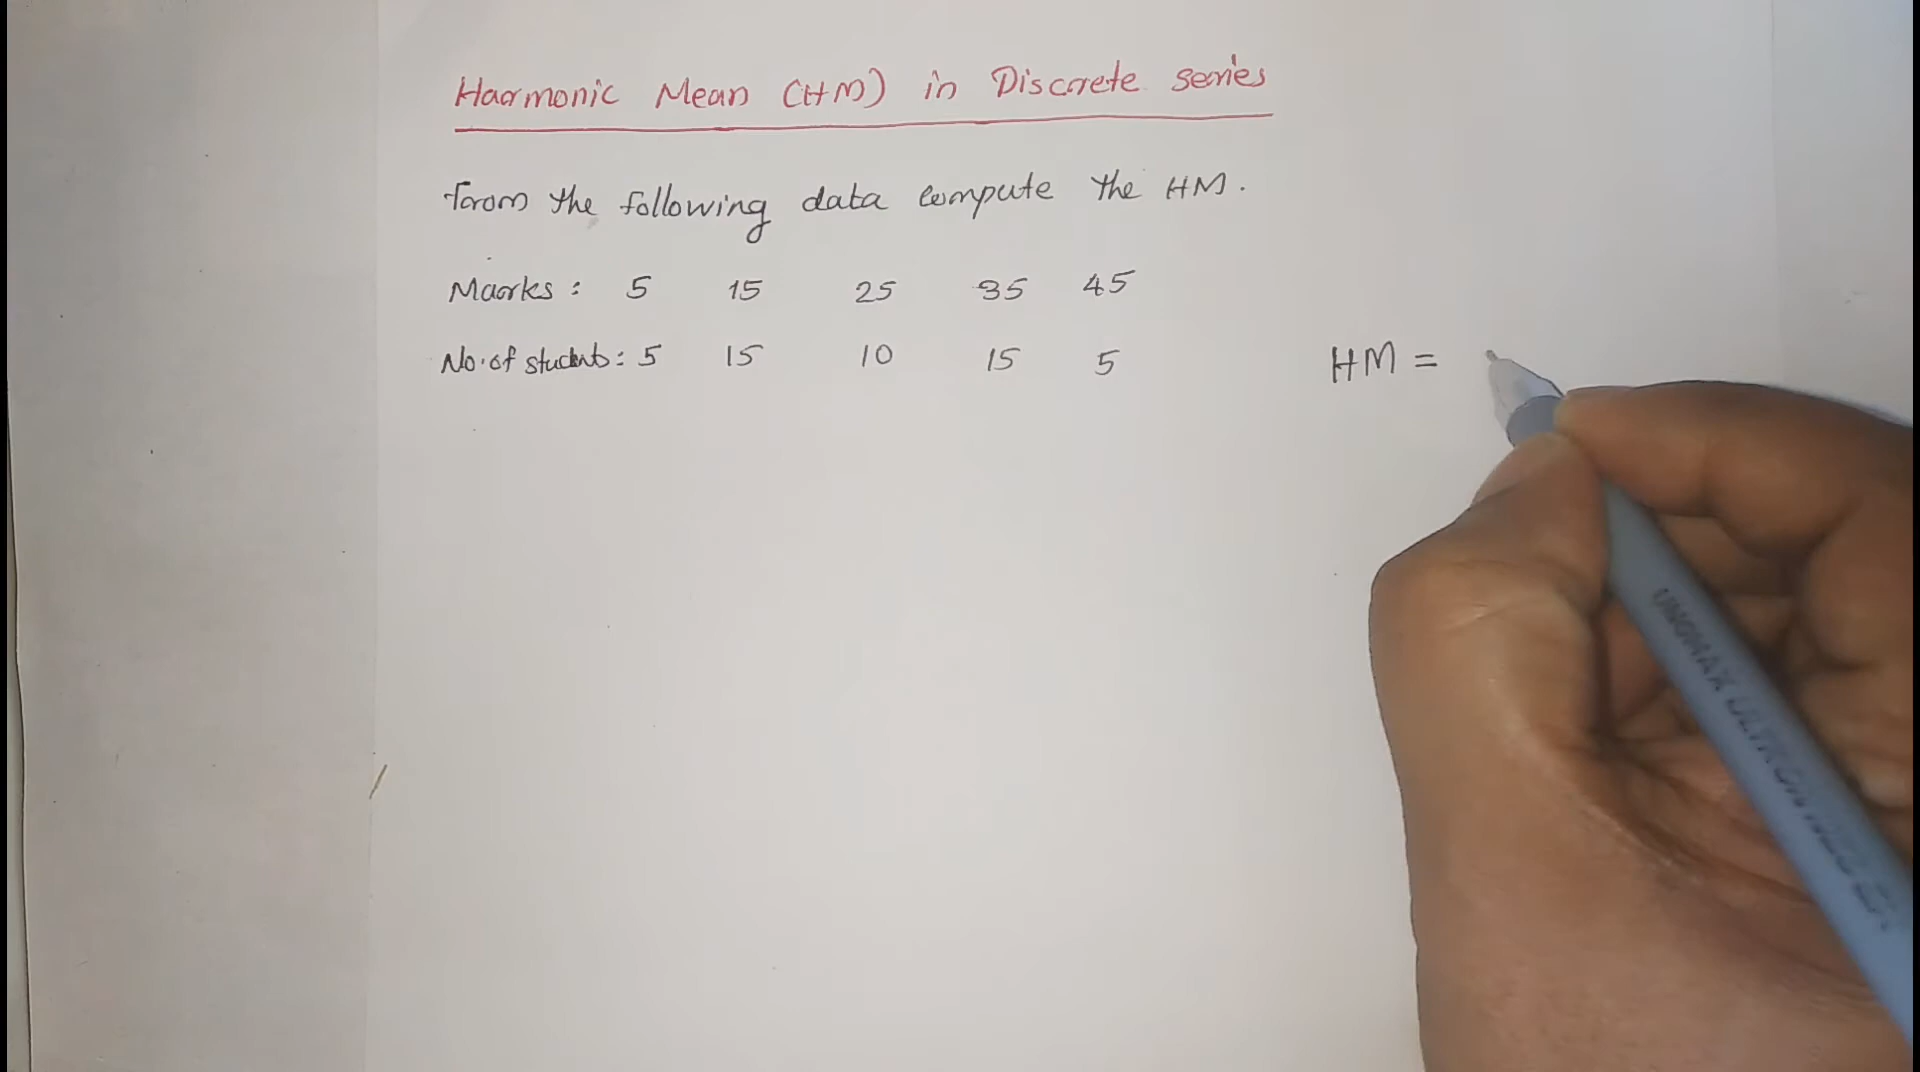 Harmonic Mean (HM) in Discrete series
From the following data compute the HM.
Marks : 5 15 25 35 45
No. of students : 5 15 10 15 5
HM =